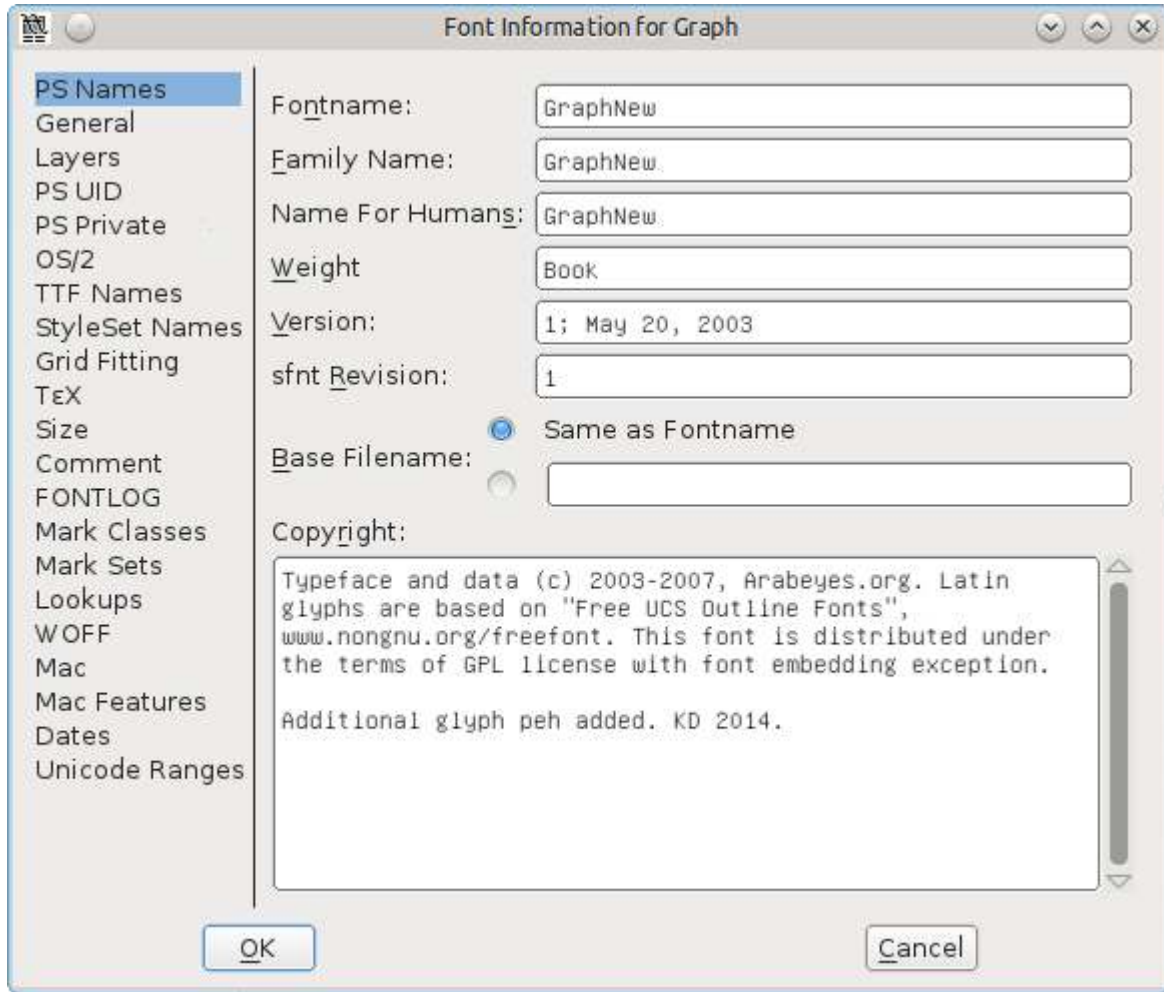 Font Information for Graph
PS Names
General
Layers
PS UID
PS Private
OS/2
TTF Names
StyleSet Names
Grid Fitting
TεX
Size
Comment
FONTLOG
Mark Classes
Mark Sets
Lookups
WOFF
Mac
Mac Features
Dates
Unicode Ranges
Fontname: GraphNew
Family Name: GraphNew
Name For Humans: GraphNew
Weight Book
Version: 1; May 20, 2003
sfnt Revision: 1
Base Filename: Same as Fontname
Copyright:
Typeface and data (c) 2003-2007, Arabeyes.org. Latin
glyphs are based on "Free UCS Outline Fonts",
www.nongnu.org/freefont. This font is distributed under
the terms of GPL license with font embedding exception.
Additional glyph peh added. KD 2014.
OK Cancel